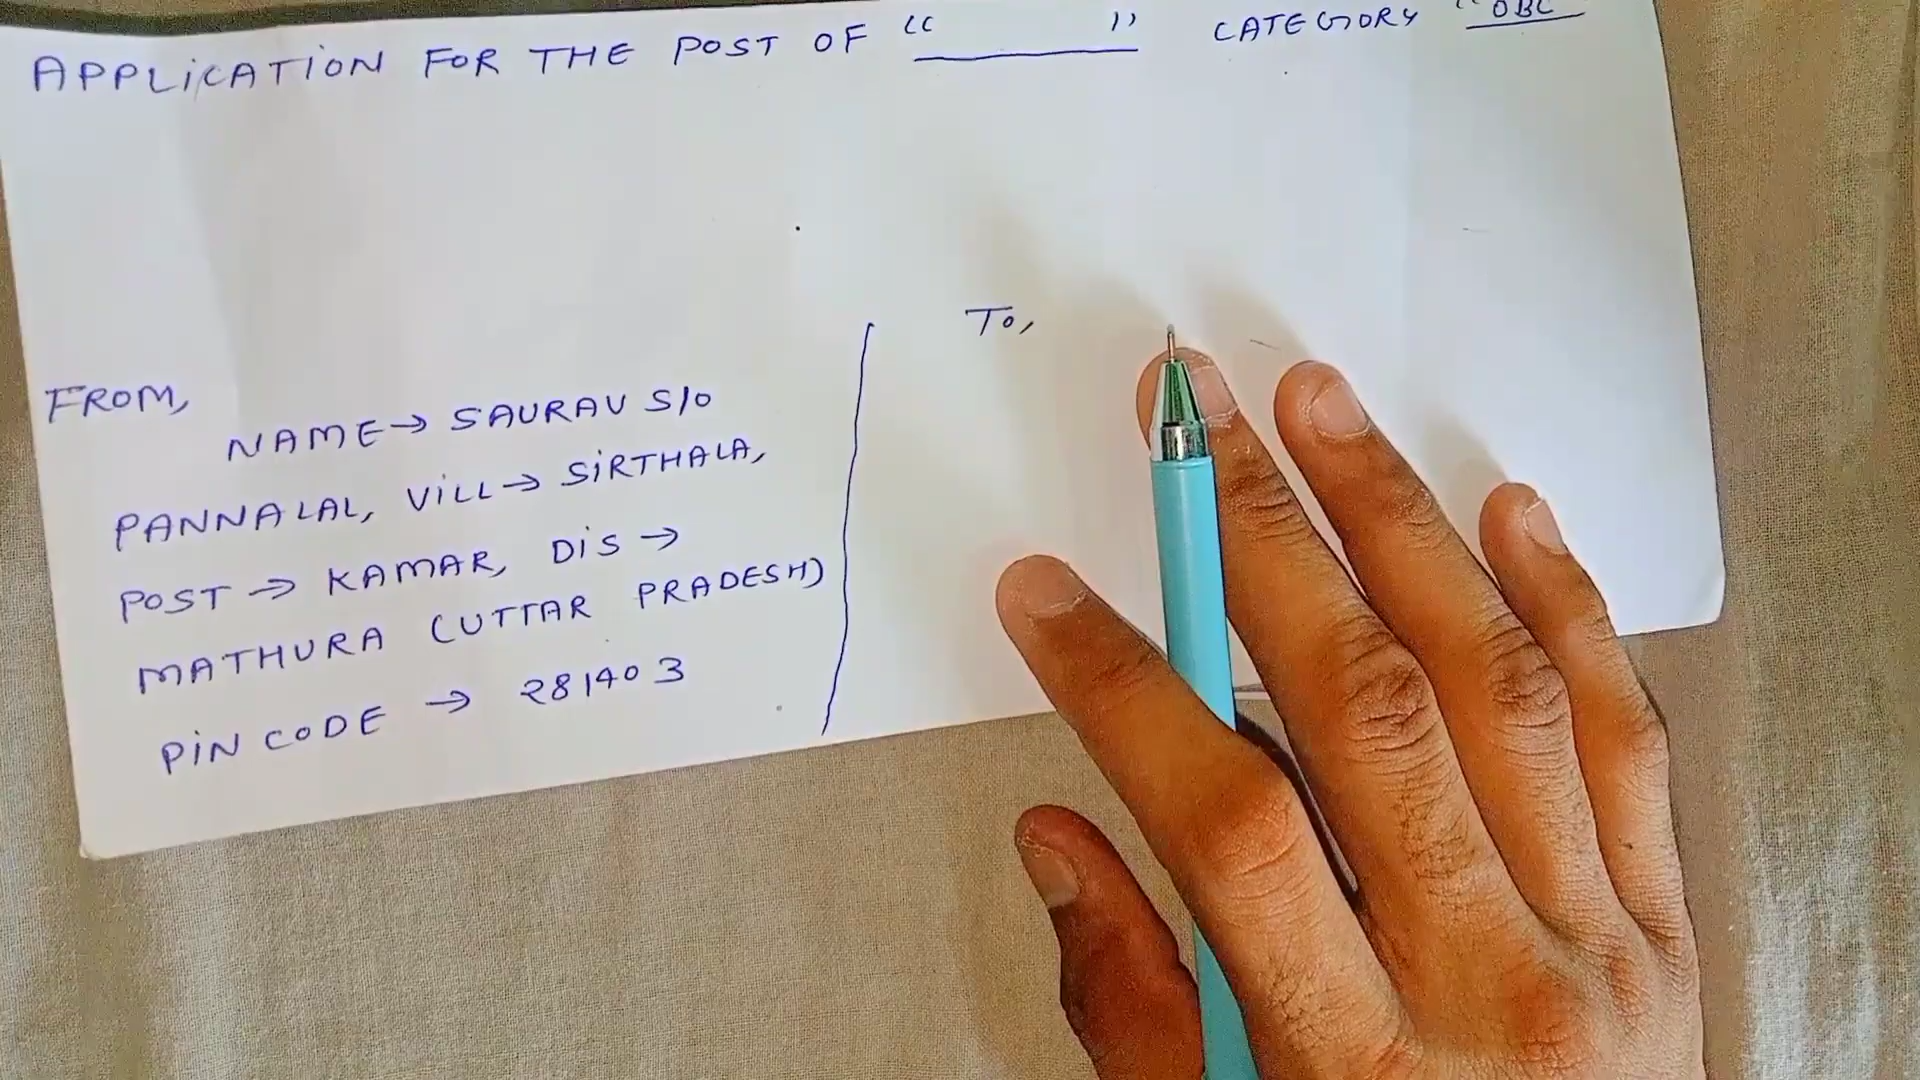 APPLiCATiON FOR THE POST OF “ ” CATEGORY “OBC
To,
FROM,
NAME→ SAURAV S/O
PANNALAL, ViLL→ SiRTHALA,
POST → KAMAR, DiS →
MATHURA (UTTAR PRADESH)
PiN CODE → 281403